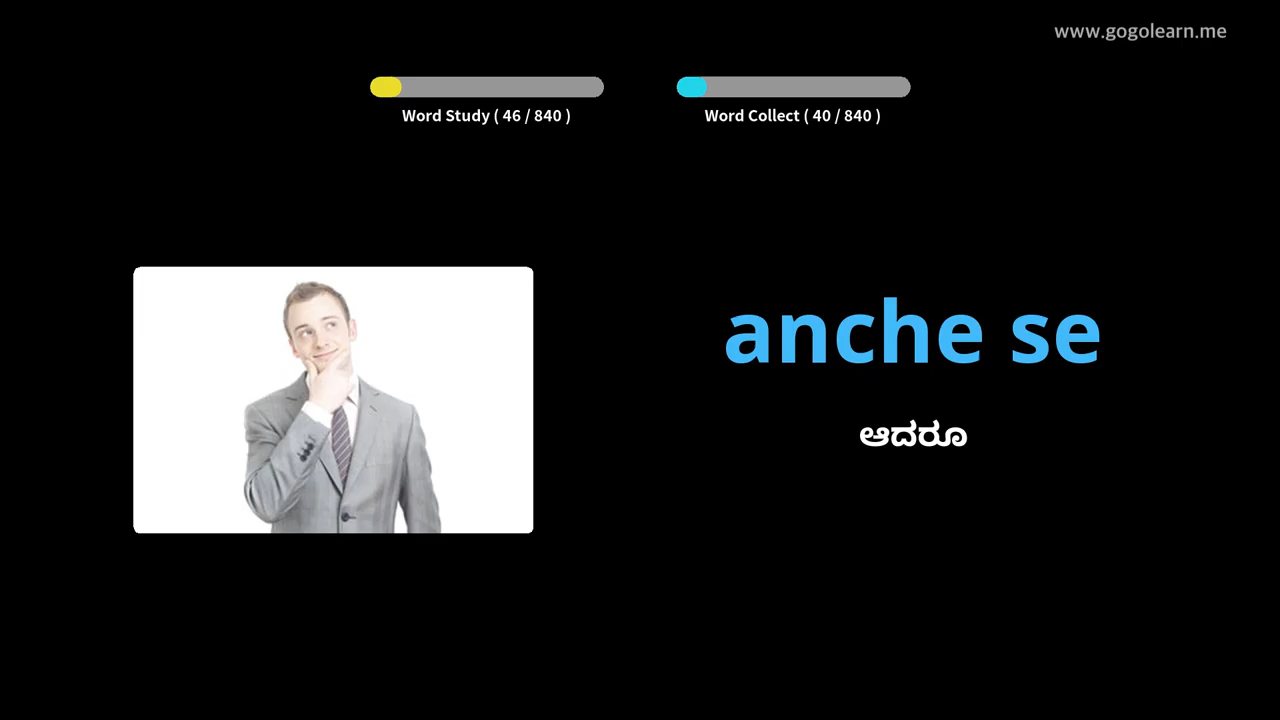 www.gogolearn.me
Word Study ( 46 / 840 )
Word Collect ( 40 / 840 )
anche se
ಆದರೂ